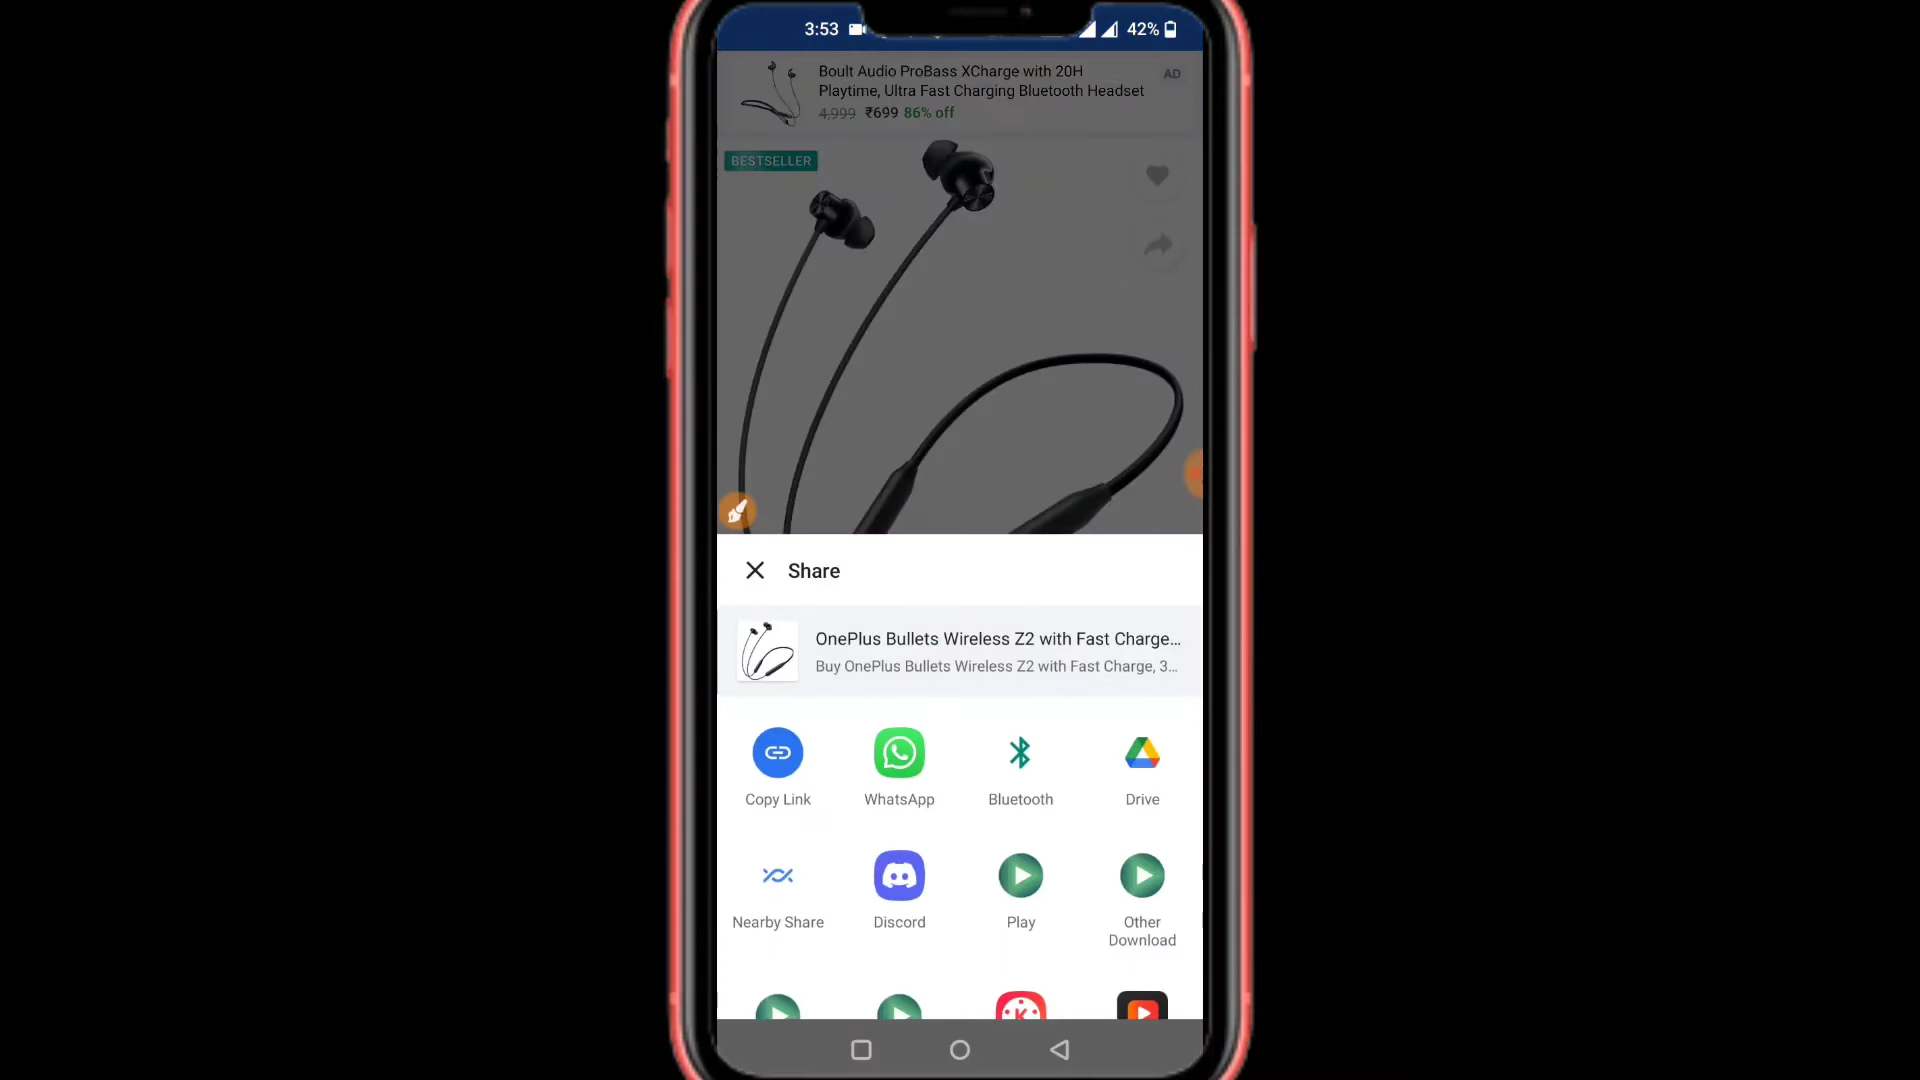 3:53
42%
Boult Audio ProBass XCharge with 20H
Playtime, Ultra Fast Charging Bluetooth Headset
AD
4,999 ₹699 86% off
BESTSELLER
Share
OnePlus Bullets Wireless Z2 with Fast Charge...
Buy OnePlus Bullets Wireless Z2 with Fast Charge, 3...
Copy Link
WhatsApp
Bluetooth
Drive
Nearby Share
Discord
Play
Other
Download
K